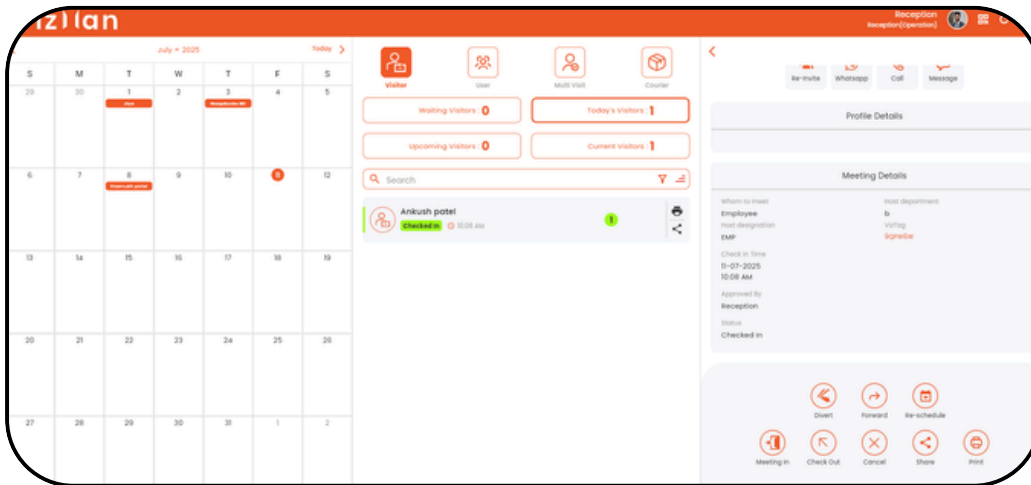 Reception
Reception(Operation)
July - 2025
Today
S M T W T F S
29 30 1 2 3 4 5
6 7 8 9 10 11 12
13 14 15 16 17 18 19
20 21 22 23 24 25 26
27 28 29 30 31 1 2
Visitor
User
Multi Visit
Courier
Waiting Visitors : 0
Today's Visitors : 1
Upcoming Visitors : 0
Current Visitors : 1
Search
Ankush patel
Checked In
10:08 AM
1
Re-Invite
Whatsapp
Call
Message
Profile Details
Meeting Details
Whom to meet
Employee
Host department
b
Host designation
EMP
VizTag
Check in Time
11-07-2025
10:08 AM
Approved By
Reception
Status
Checked In
Divert
Forward
Re-schedule
Meeting In
Check Out
Cancel
Share
Print